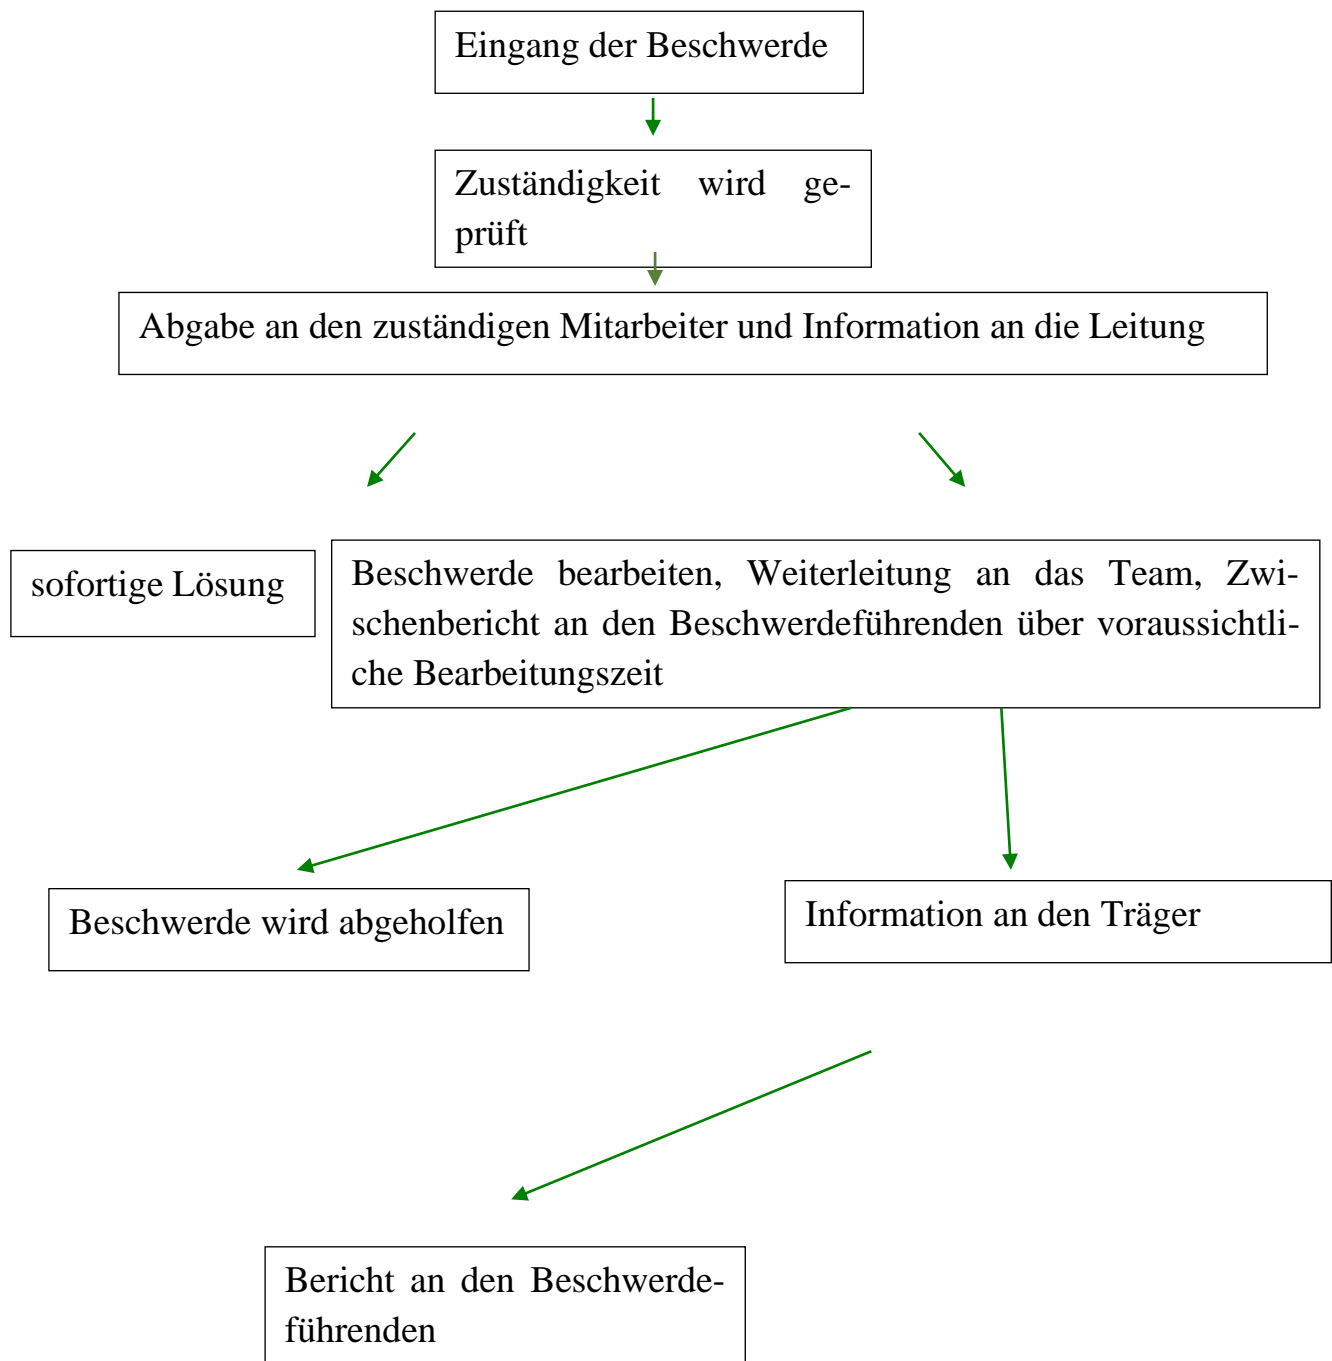 Eingang der Beschwerde
Zuständigkeit wird ge-
prüft
Abgabe an den zuständigen Mitarbeiter und Information an die Leitung
sofortige Lösung
Beschwerde bearbeiten, Weiterleitung an das Team, Zwi-
schenbericht an den Beschwerdeführenden über voraussichtli-
che Bearbeitungszeit
Beschwerde wird abgeholfen
Information an den Träger
Bericht an den Beschwerde-
führenden